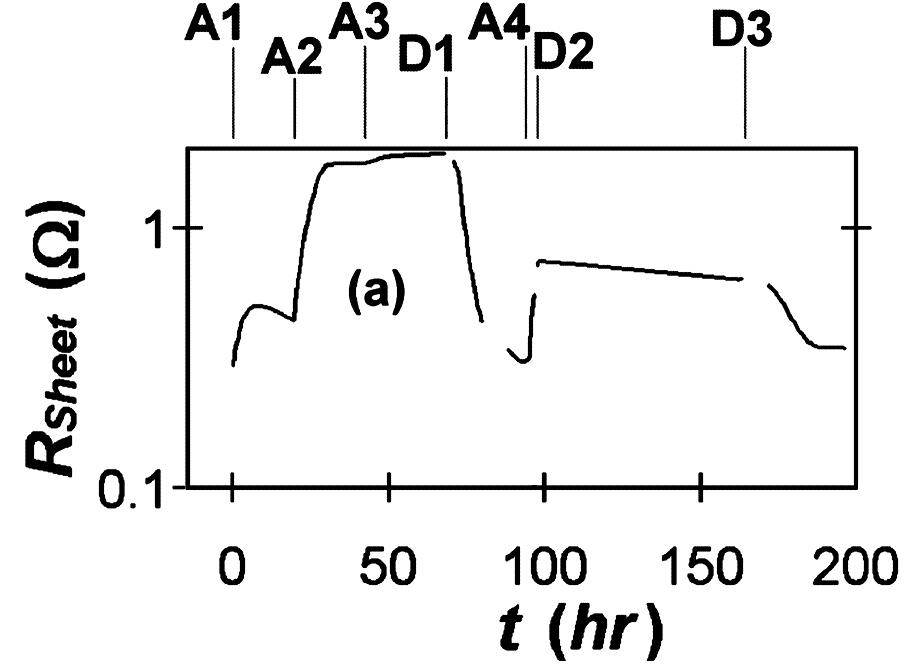 A1 A2 A3 D1 A4 D2 D3
1
(a)
0.1
Rsheet (Ω)
0 50 100 150 200
t (hr)